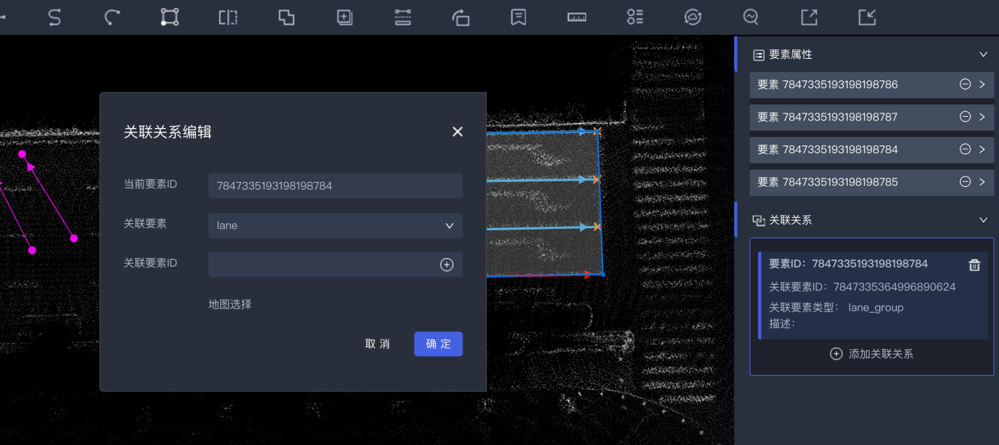 要素属性
要素 7847335193198198786
要素 7847335193198198787
要素 7847335193198198784
要素 7847335193198198785
关联关系
要素ID：7847335193198198784
关联要素ID：7847335364996890624
关联要素类型： lane_group
描述：
添加关联关系
关联关系编辑
当前要素ID 7847335193198198784
关联要素 lane
关联要素ID
地图选择
取 消 确 定